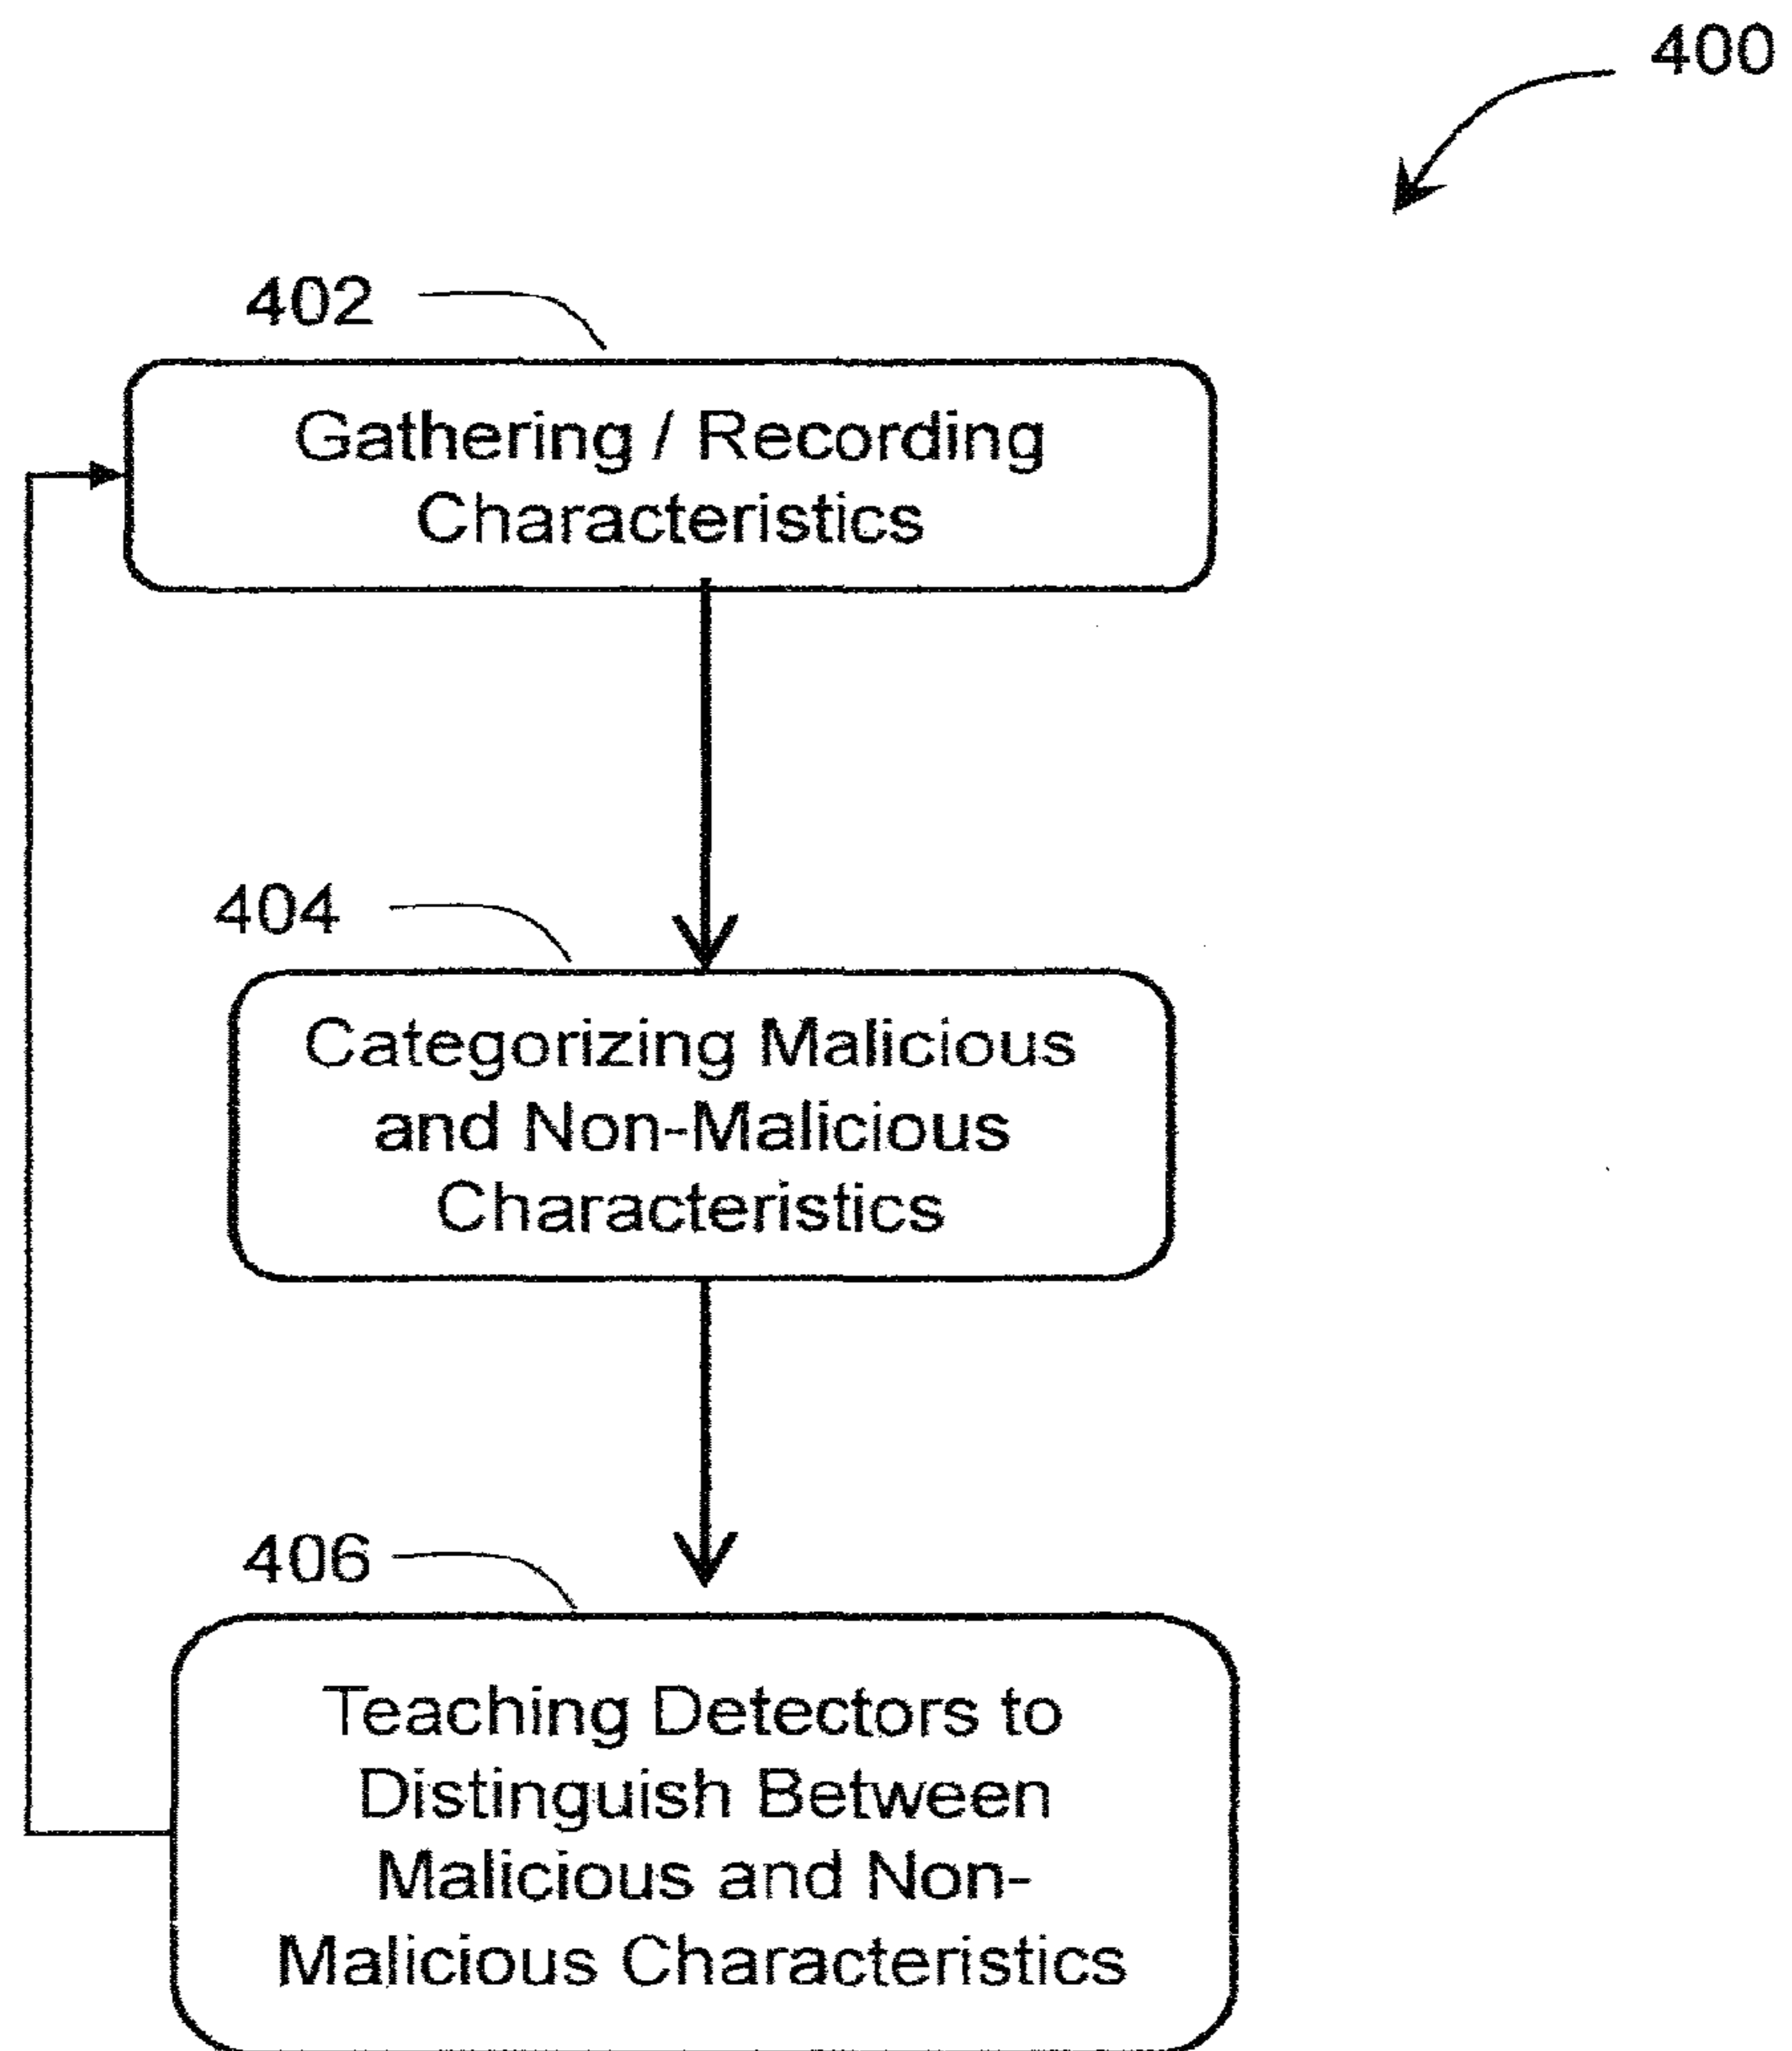 400
402
Gathering / Recording
Characteristics
404
Categorizing Malicious
and Non-Malicious
Characteristics
406
Teaching Detectors to
Distinguish Between
Malicious and Non-
Malicious Characteristics